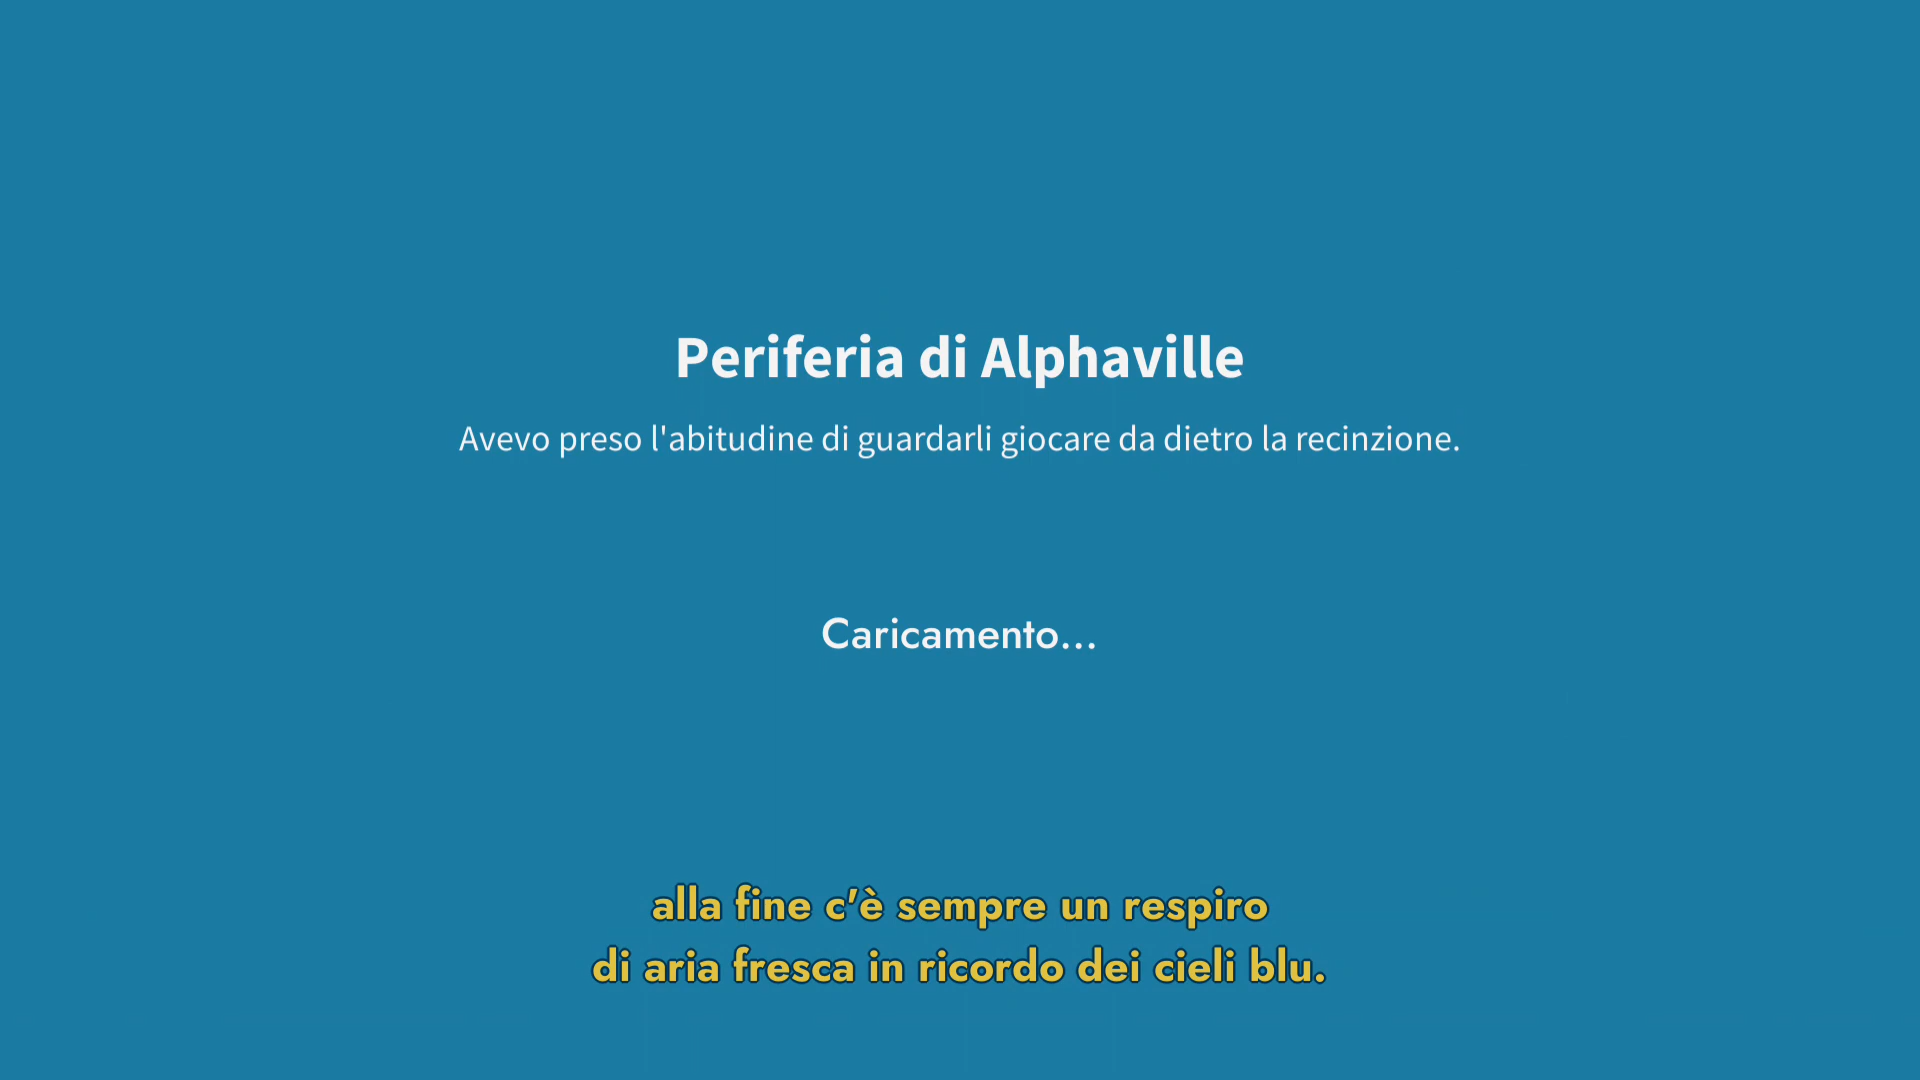 Periferia di Alphaville
Avevo preso l'abitudine di guardarli giocare da dietro la recinzione.
Caricamento...
alla fine c'è sempre un respiro
di aria fresca in ricordo dei cieli blu.